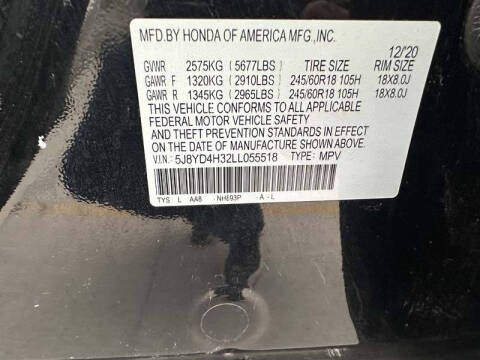 MFD.BY HONDA OF AMERICA MFG.,INC.
12/'20
GVWR 2575KG (5677LBS) TIRE SIZE RIM SIZE
GAWR F 1320KG (2910LBS) 245/60R18 105H 18X8.0J
GAWR R 1345KG (2965LBS) 245/60R18 105H 18X8.0J
THIS VEHICLE CONFORMS TO ALL APPLICABLE
FEDERAL MOTOR VEHICLE SAFETY
AND THEFT PREVENTION STANDARDS IN EFFECT
ON THE DATE OF MANUFACTURE SHOWN ABOVE.
V.I.N: 5J8YD4H32LL055518 TYPE: MPV
TYS L AA8 NH893P -A-L